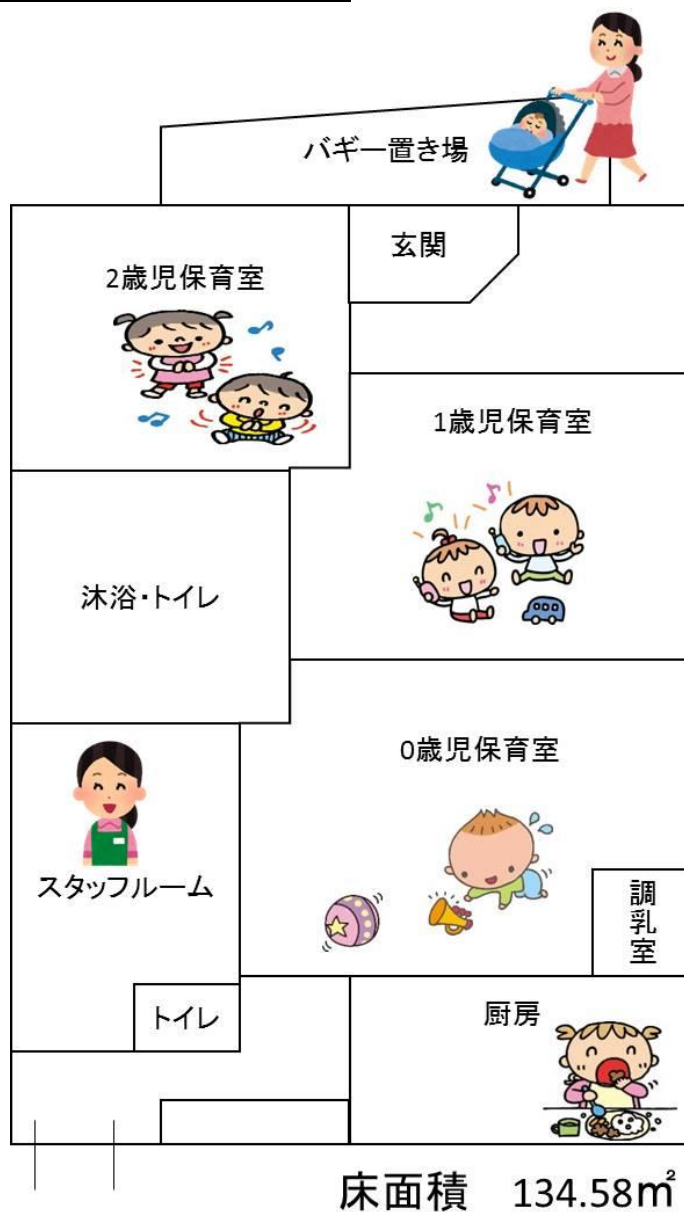 バギー置き場
玄関
2歳児保育室
1歳児保育室
沐浴・トイレ
0歳児保育室
スタッフルーム
調乳室
トイレ
厨房
床面積 134.58㎡